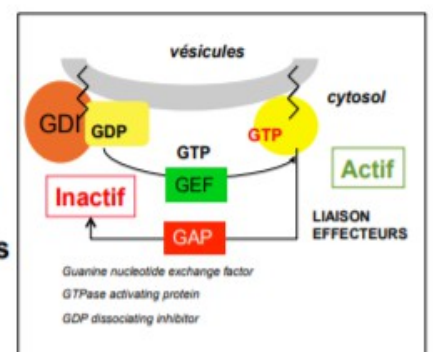 vésicules
cytosol
GDI
GDP
GTP
GTP
GEF
Actif
Inactif
GAP
LIAISON
EFFECTEURS
s
Guanine nucleotide exchange factor
GTPase activating protein
GDP dissociating inhibitor